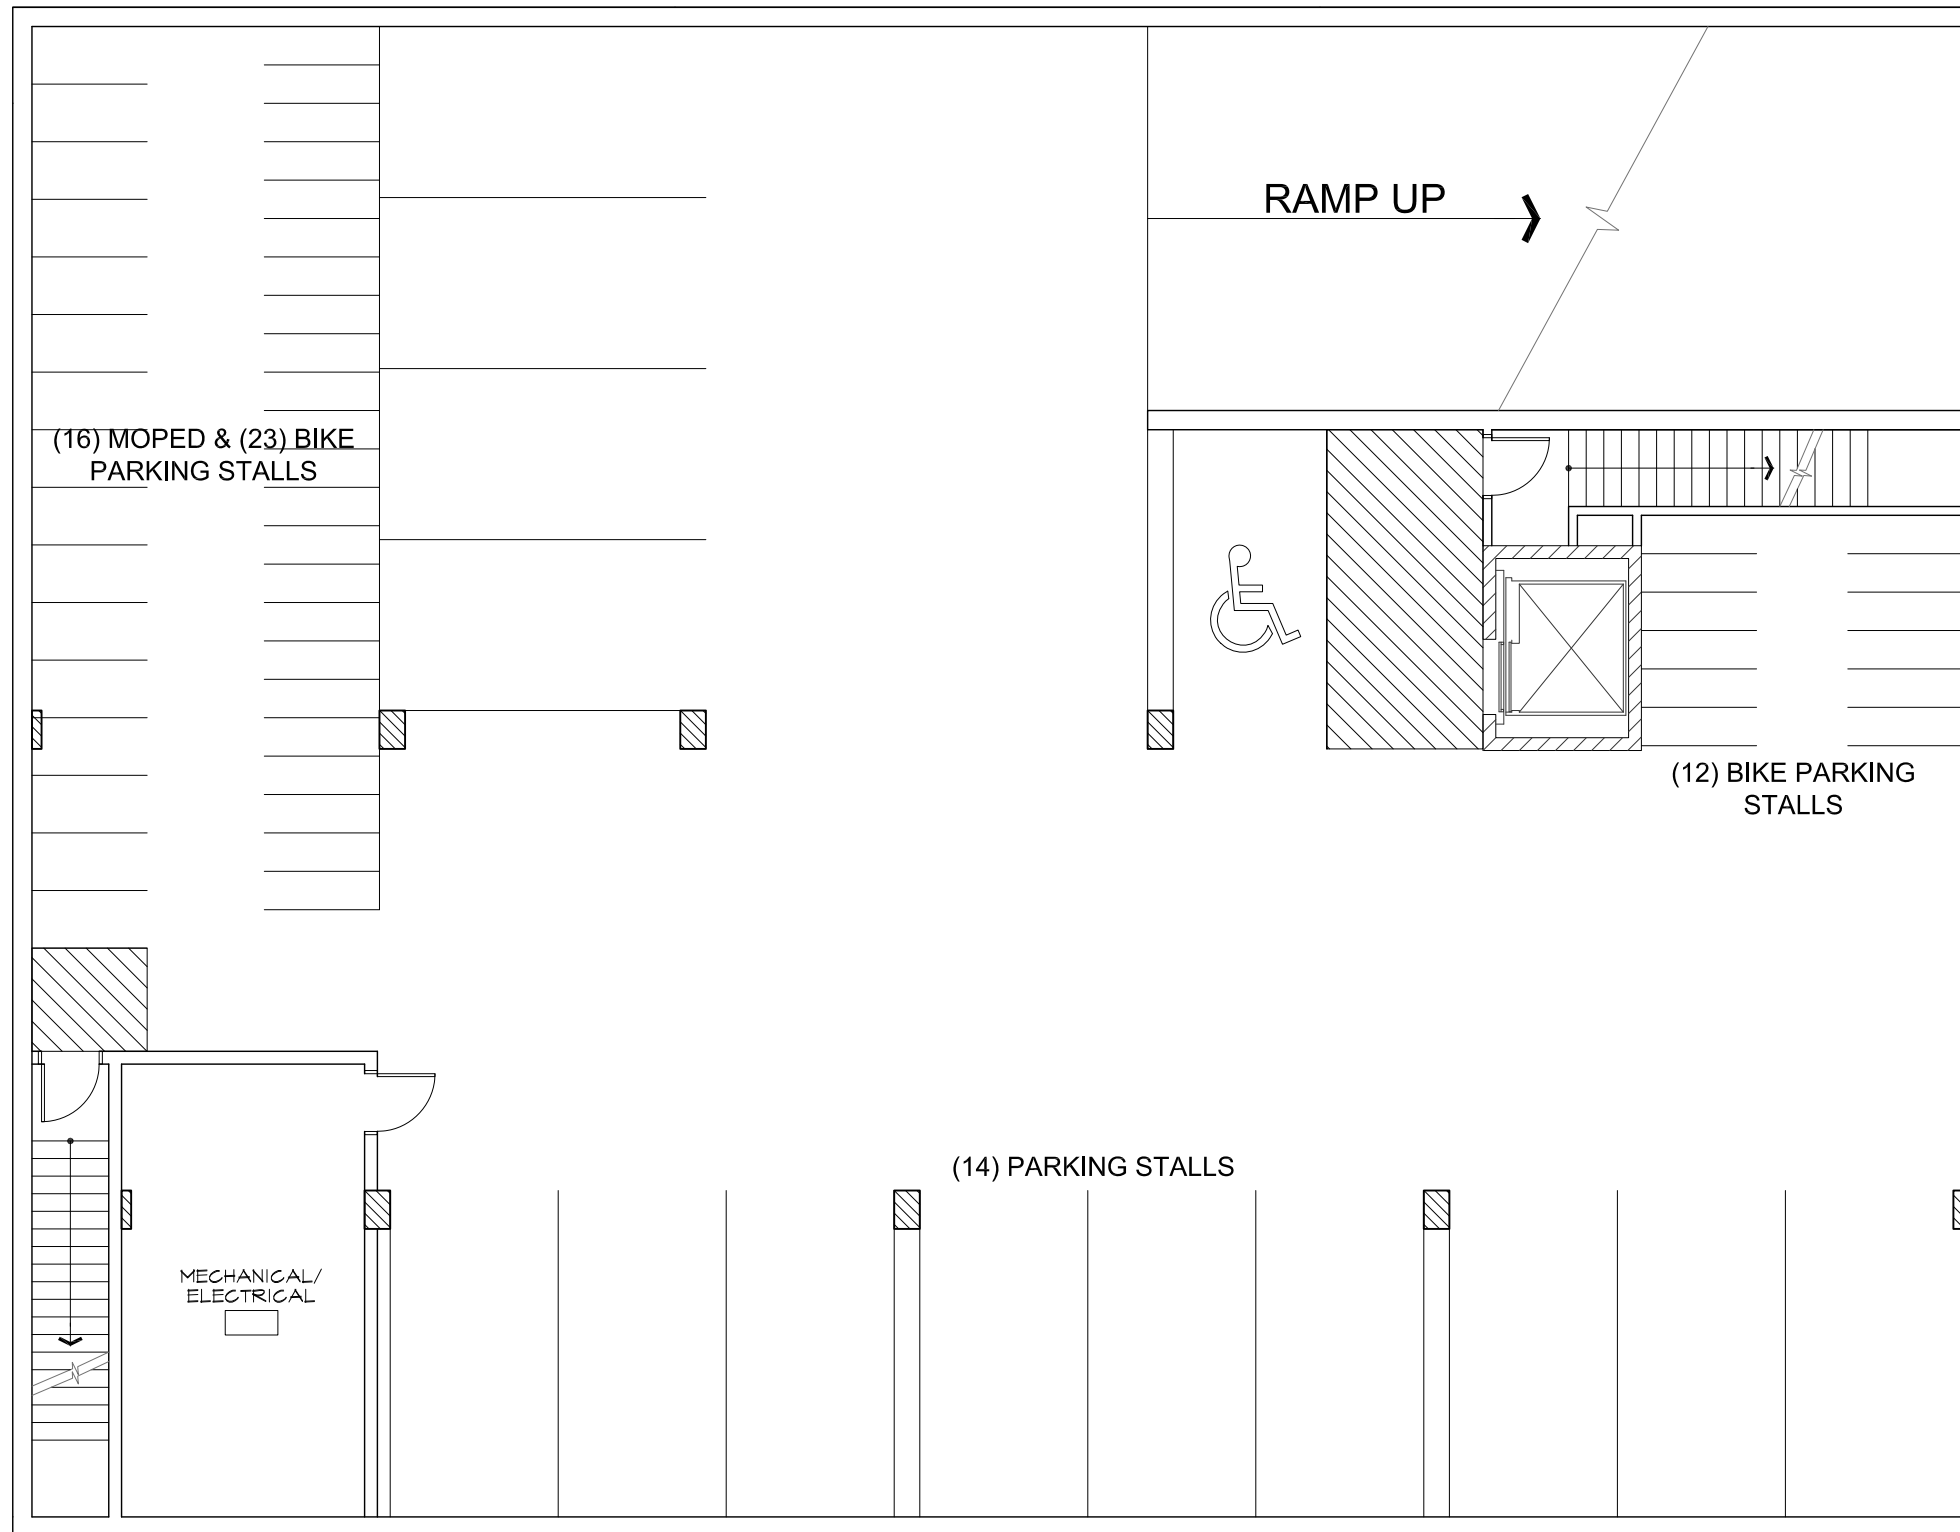 RAMP UP
(16) MOPED & (23) BIKE
PARKING STALLS
(12) BIKE PARKING
STALLS
(14) PARKING STALLS
MECHANICAL/
ELECTRICAL